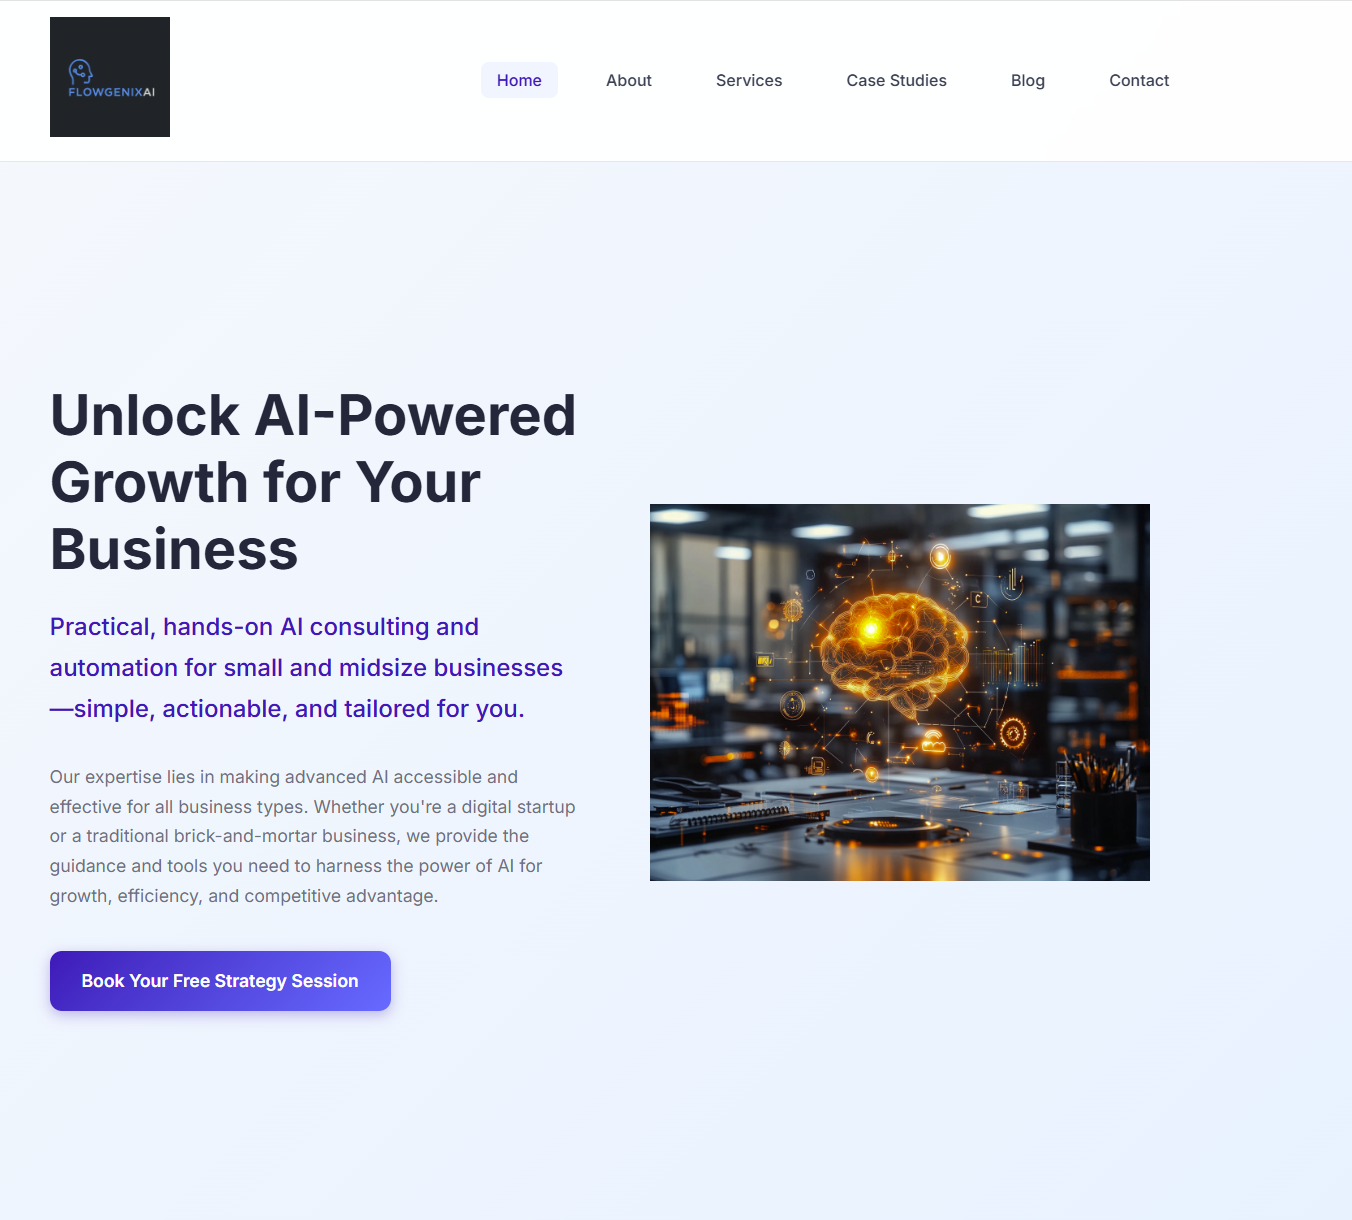 FLOWGENIXAI
Home
About
Services
Case Studies
Blog
Contact
Unlock AI-Powered
Growth for Your
Business
Practical, hands-on AI consulting and
automation for small and midsize businesses
—simple, actionable, and tailored for you.
Our expertise lies in making advanced AI accessible and
effective for all business types. Whether you're a digital startup
or a traditional brick-and-mortar business, we provide the
guidance and tools you need to harness the power of AI for
growth, efficiency, and competitive advantage.
Book Your Free Strategy Session
C